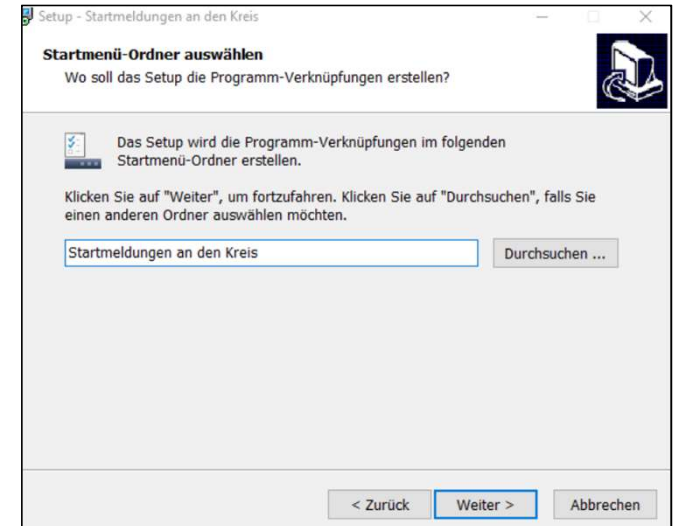 Setup - Startmeldungen an den Kreis
Startmenü-Ordner auswählen
Wo soll das Setup die Programm-Verknüpfungen erstellen?
Das Setup wird die Programm-Verknüpfungen im folgenden
Startmenü-Ordner erstellen.
Klicken Sie auf "Weiter", um fortzufahren. Klicken Sie auf "Durchsuchen", falls Sie
einen anderen Ordner auswählen möchten.
Startmeldungen an den Kreis
Durchsuchen ...
< Zurück
Weiter >
Abbrechen